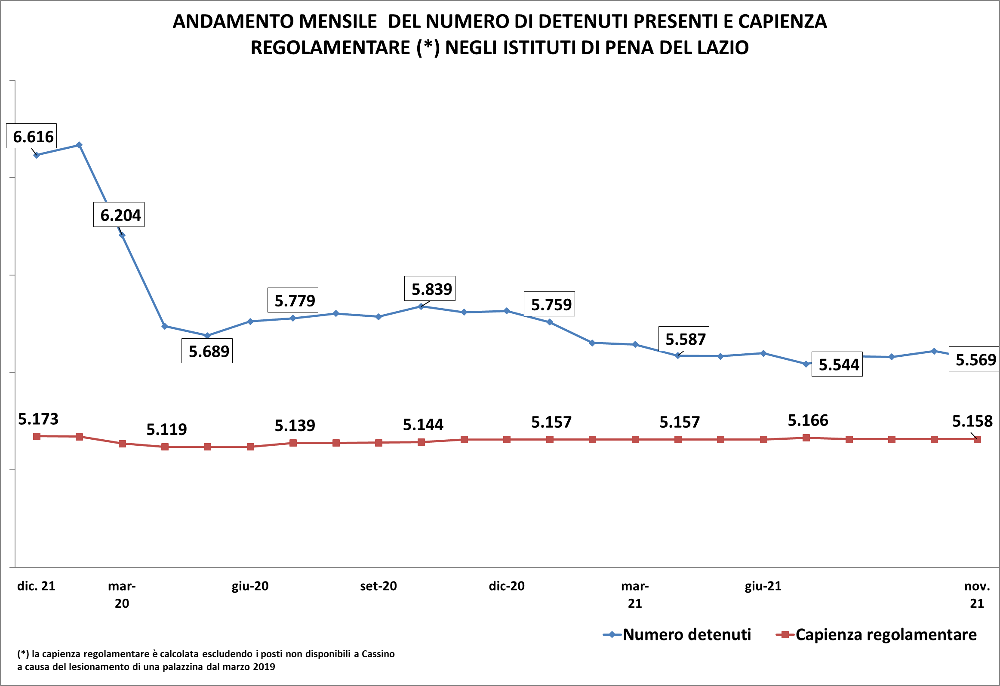 ANDAMENTO MENSILE  DEL NUMERO DI DETENUTI PRESENTI E CAPIENZA
REGOLAMENTARE (*) NEGLI ISTITUTI DI PENA DEL LAZIO
6.616
6.204
5.689
5.779
5.839
5.759
5.587
5.544
5.569
5.173
5.119
5.139
5.144
5.157
5.157
5.166
5.158
dic. 21
mar-
20
giu-20
set-20
dic-20
mar-
21
giu-21
nov.
21
Numero detenuti
Capienza regolamentare
(*) la capienza regolamentare è calcolata escludendo i posti non disponibili a Cassino
a causa del lesionamento di una palazzina dal marzo 2019